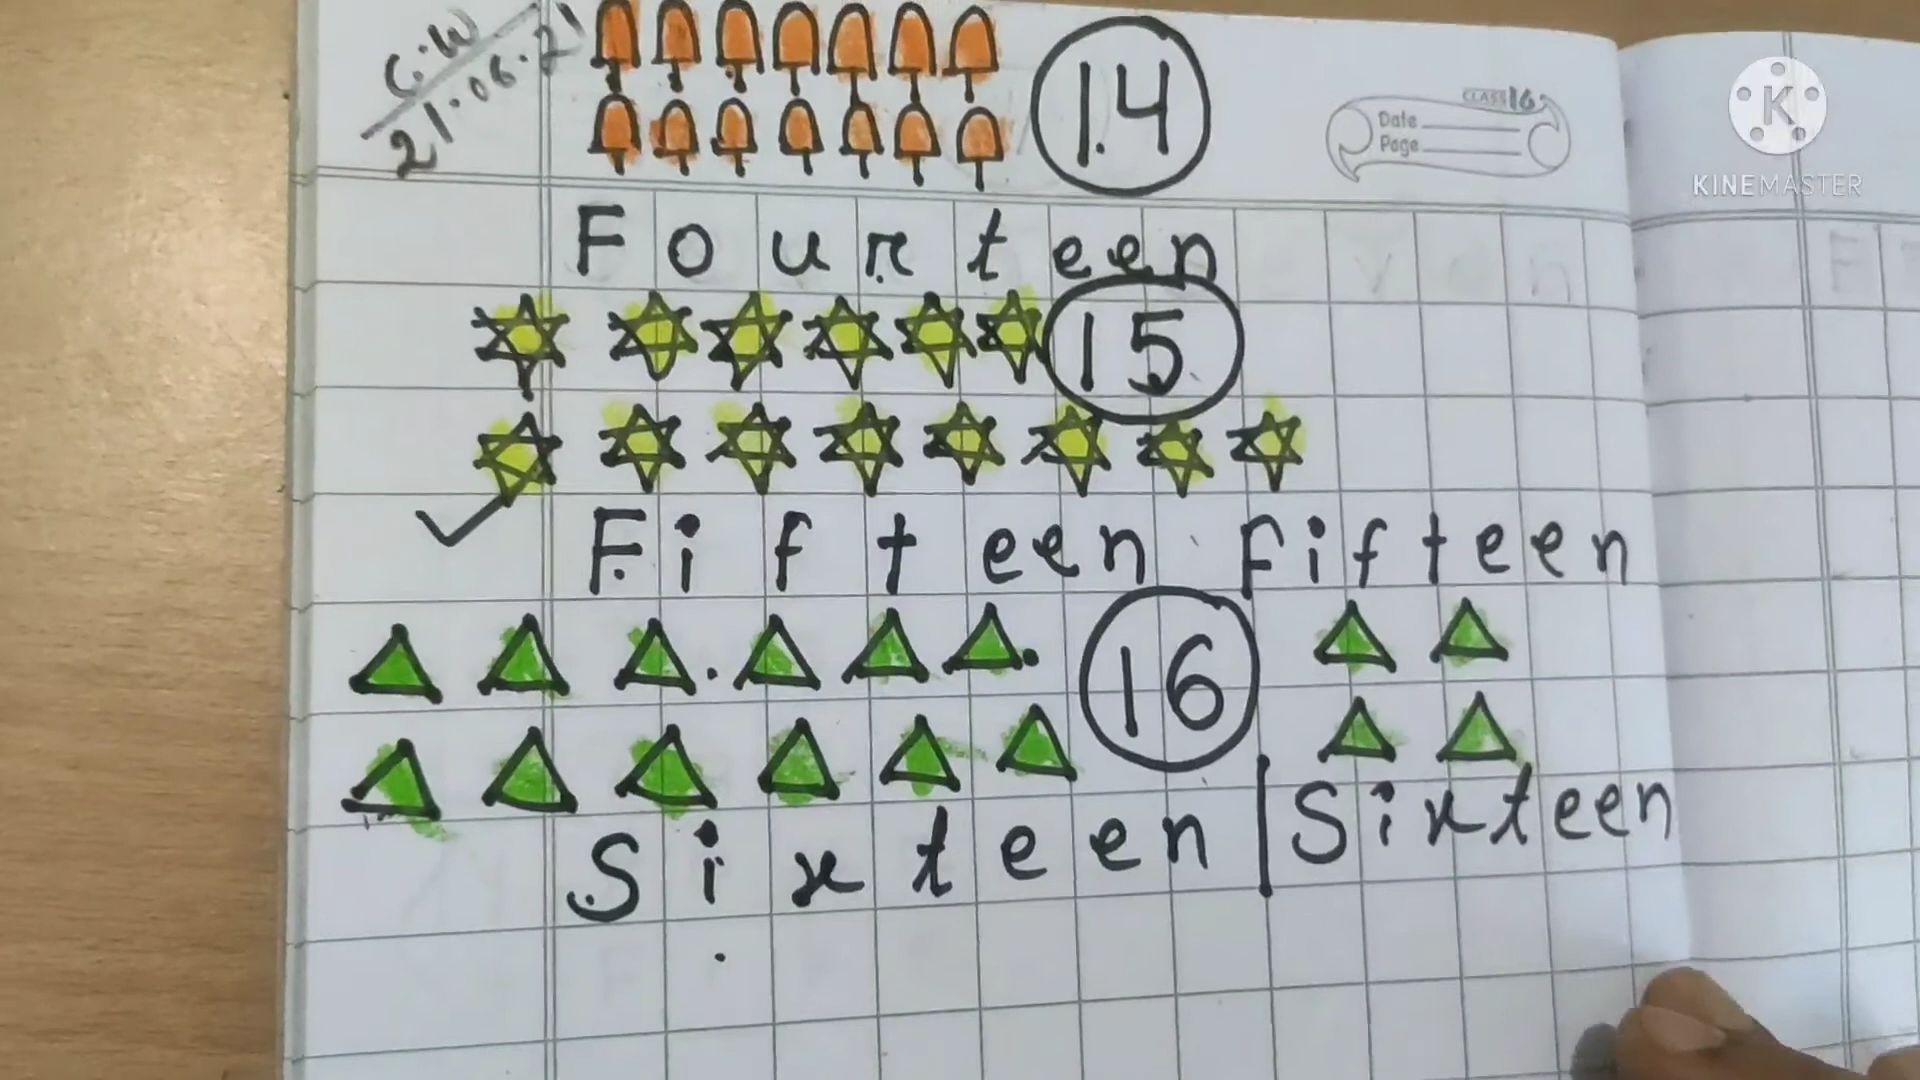 C.W
21.06.21
14
CLASS 16
Date
Page
K
KINEMASTER
Fourteen
15
Fifteen Fifteen
16
Sixteen | Sixteen